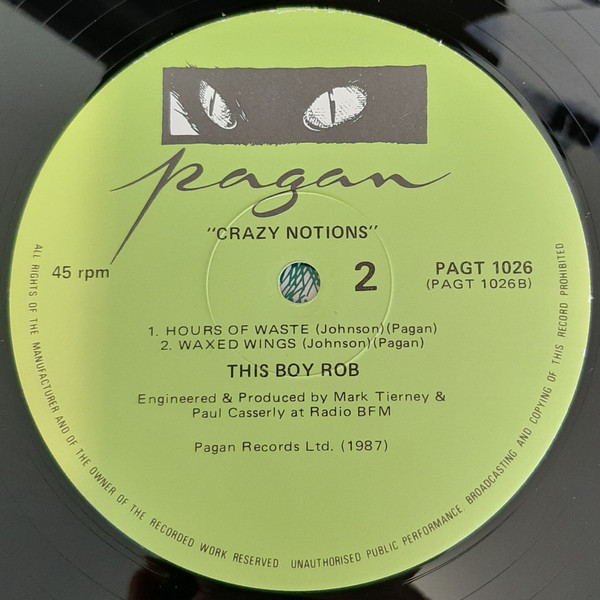 pagan
"CRAZY NOTIONS"
45 rpm
2
PAGT 1026
(PAGT 1026B)
1. HOURS OF WASTE (Johnson)(Pagan)
2. WAXED WINGS (Johnson)(Pagan)
THIS BOY ROB
Engineered & Produced by Mark Tierney &
Paul Casserly at Radio BFM
Pagan Records Ltd. (1987)
ALL RIGHTS OF THE MANUFACTURER AND OF THE OWNER OF THE RECORDED WORK RESERVED UNAUTHORISED PUBLIC PERFORMANCE, BROADCASTING AND COPYING OF THIS RECORD PROHIBITED